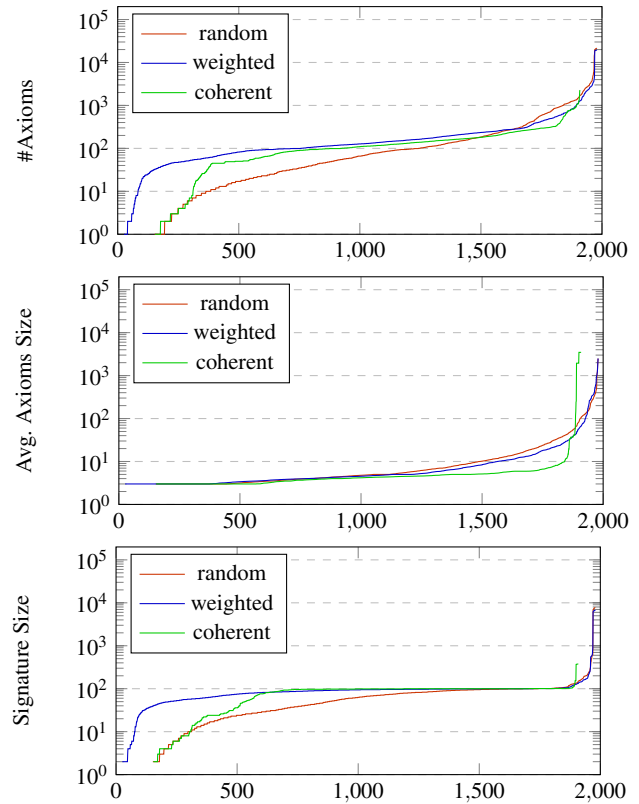 #Axioms
10^5
10^4
10^3
10^2
10^1
10^0
random
weighted
coherent
0 500 1,000 1,500 2,000
Avg. Axioms Size
10^5
10^4
10^3
10^2
10^1
10^0
random
weighted
coherent
500 1,000 1,500 2,000
Signature Size
10^5
10^4
10^3
10^2
10^1
10^0
random
weighted
coherent
0 500 1,000 1,500 2,000